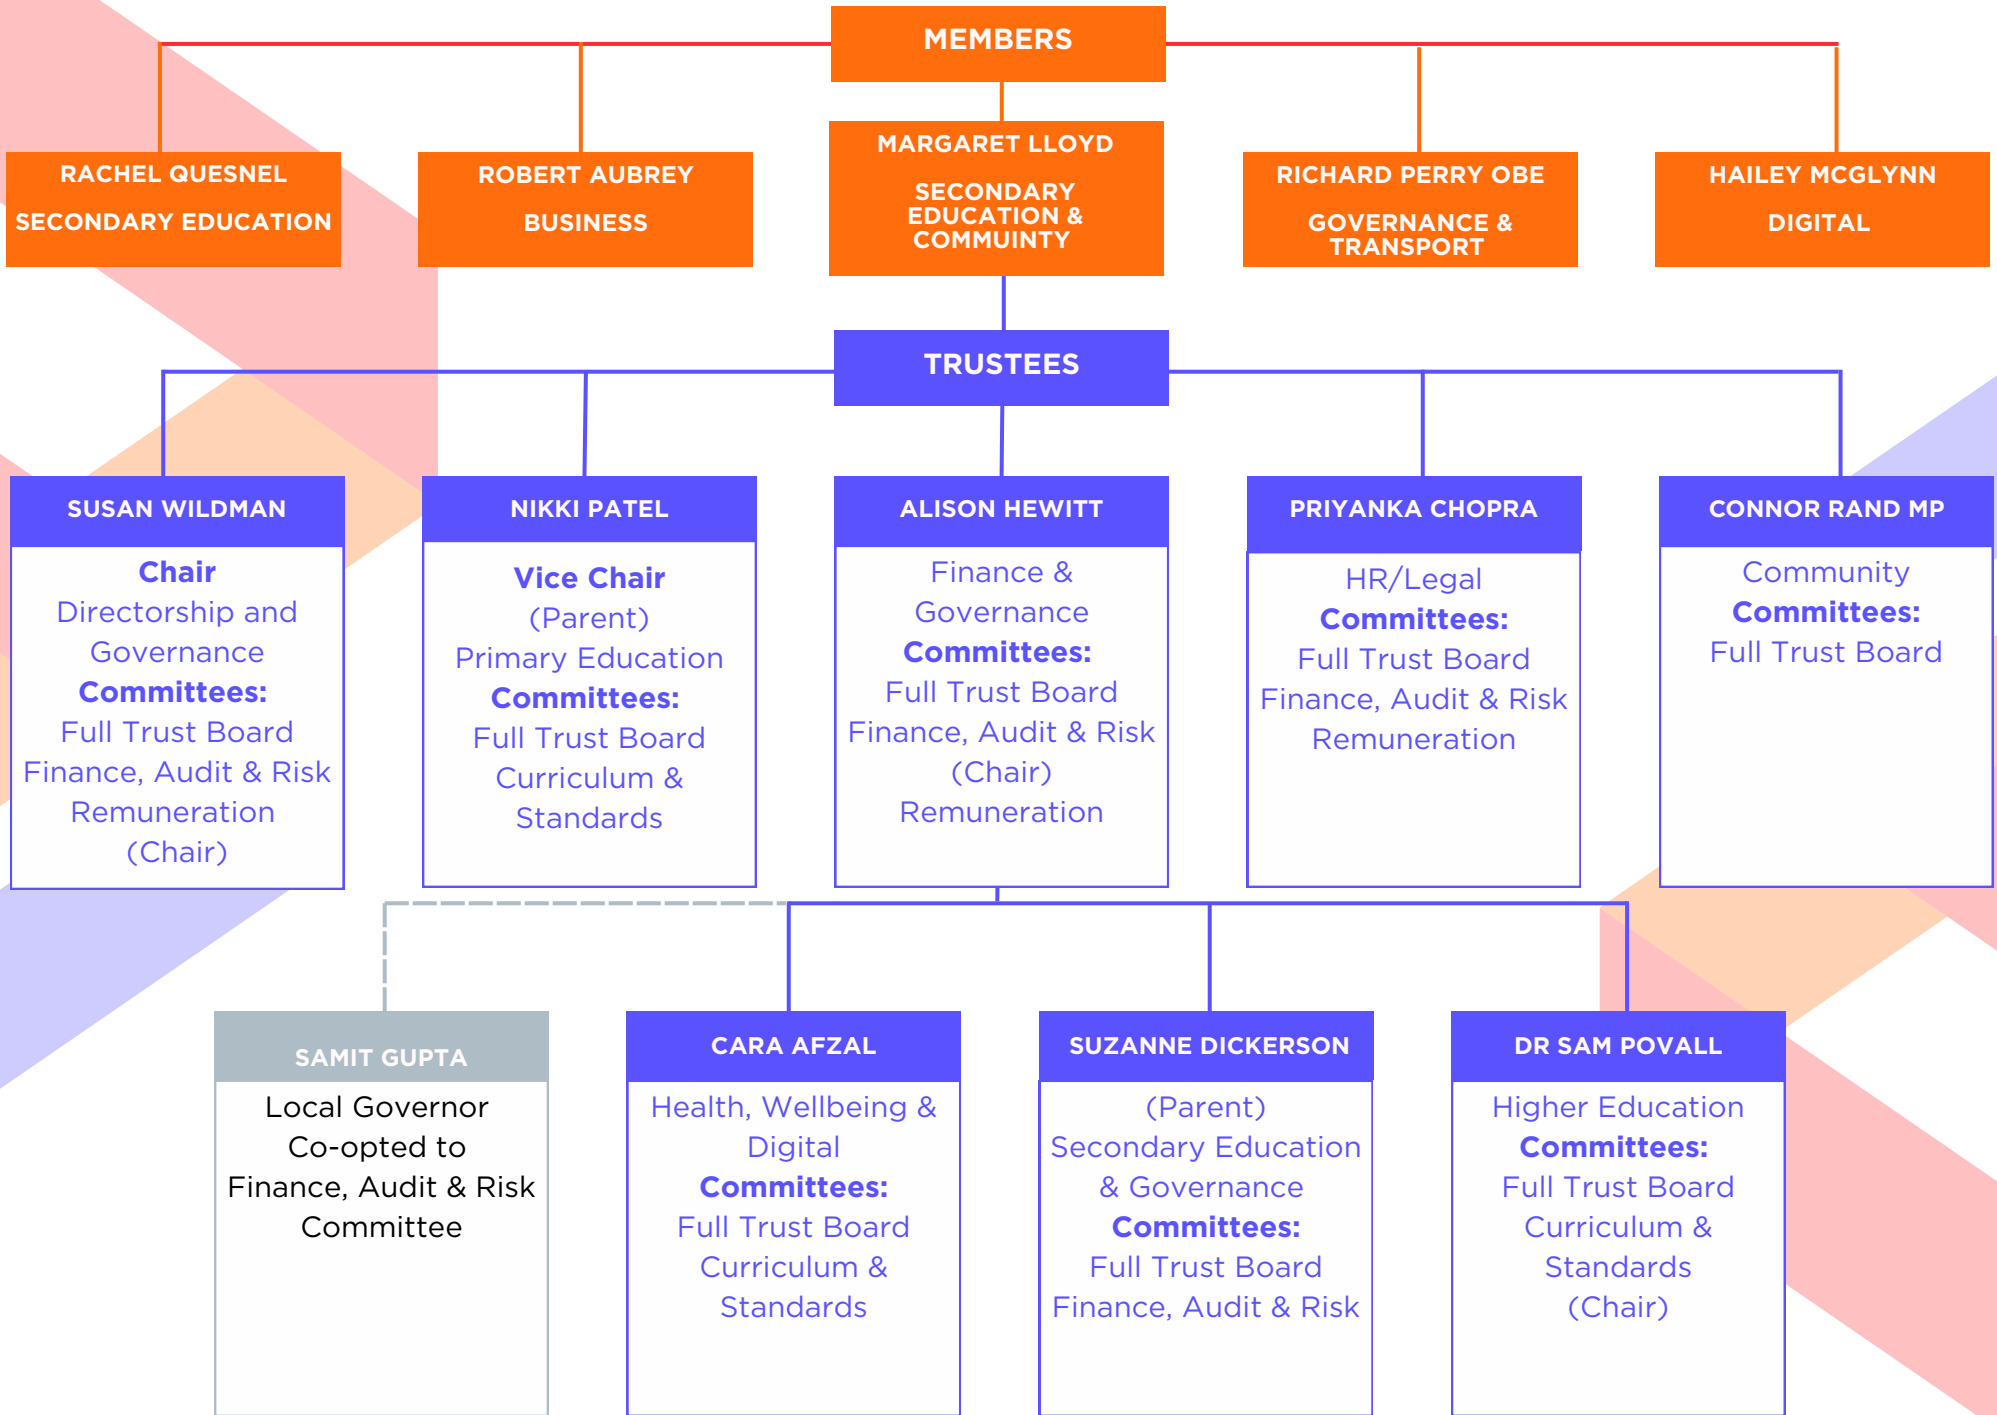 MEMBERS
RACHEL QUESNEL
SECONDARY EDUCATION
ROBERT AUBREY
BUSINESS
MARGARET LLOYD
SECONDARY
EDUCATION &
COMMUINTY
RICHARD PERRY OBE
GOVERNANCE &
TRANSPORT
HAILEY MCGLYNN
DIGITAL
TRUSTEES
SUSAN WILDMAN
Chair
Directorship and
Governance
Committees:
Full Trust Board
Finance, Audit & Risk
Remuneration
(Chair)
NIKKI PATEL
Vice Chair
(Parent)
Primary Education
Committees:
Full Trust Board
Curriculum &
Standards
ALISON HEWITT
Finance &
Governance
Committees:
Full Trust Board
Finance, Audit & Risk
(Chair)
Remuneration
PRIYANKA CHOPRA
HR/Legal
Committees:
Full Trust Board
Finance, Audit & Risk
Remuneration
CONNOR RAND MP
Community
Committees:
Full Trust Board
SAMIT GUPTA
Local Governor
Co-opted to
Finance, Audit & Risk
Committee
CARA AFZAL
Health, Wellbeing &
Digital
Committees:
Full Trust Board
Curriculum &
Standards
SUZANNE DICKERSON
(Parent)
Secondary Education
& Governance
Committees:
Full Trust Board
Finance, Audit & Risk
DR SAM POVALL
Higher Education
Committees:
Full Trust Board
Curriculum &
Standards
(Chair)